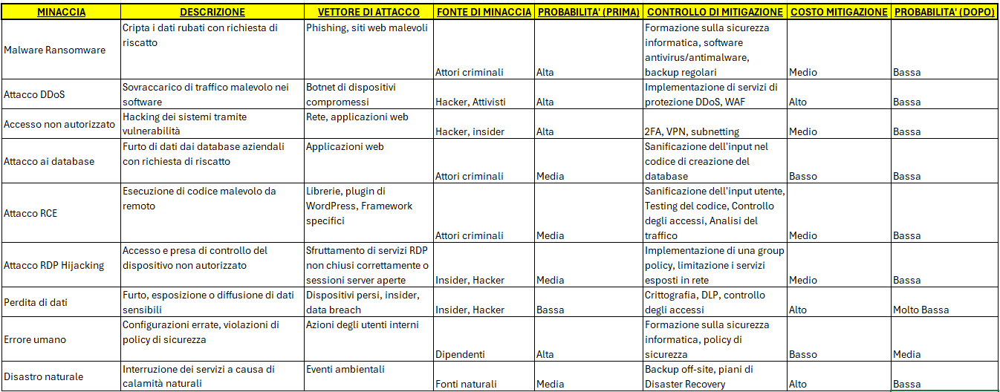 MINACCIA DESCRIZIONE VETTORE DI ATTACCO FONTE DI MINACCIA PROBABILITA' (PRIMA) CONTROLLO DI MITIGAZIONE COSTO MITIGAZIONE PROBABILITA' (DOPO)
Malware Ransomware
Cripta i dati rubati con richiesta di
riscatto
Phishing, siti web malevoli
Attori criminali
Alta
Formazione sulla sicurezza
informatica, software
antivirus/antimalware,
backup regolari
Medio
Bassa
Attacco DDoS
Sovraccarico di traffico malevolo nei
software
Botnet di dispositivi
compromessi
Hacker, Attivisti
Alta
Implementazione di servizi di
protezione DDoS, WAF
Alto
Bassa
Accesso non autorizzato
Hacking dei sistemi tramite
vulnerabilità
Rete, applicazioni web
Hacker, insider
Alta
2FA, VPN, subnetting
Medio
Bassa
Attacco ai database
Furto di dati dai database aziendali
con richiesta di riscatto
Applicazioni web
Attori criminali
Media
Sanificazione dell'input nel
codice di creazione del
database
Basso
Bassa
Attacco RCE
Esecuzione di codice malevolo da
remoto
Librerie, plugin di
WordPress, Framework
specifici
Attori criminali
Media
Sanificazione dell'input utente,
Testing del codice, Controllo
degli accessi, Analisi del
traffico
Medio
Bassa
Attacco RDP Hijacking
Accesso e presa di controllo del
dispositivo non autorizzato
Sfruttamento di servizi RDP
non chiusi correttamente o
sessioni server aperte
Insider, Hacker
Media
Implementazione di una group
policy, limitazione i servizi
esposti in rete
Medio
Bassa
Perdita di dati
Furto, esposizione o diffusione di dati
sensibili
Dispositivi persi, insider,
data breach
Insider, Hacker
Bassa
Crittografia, DLP, controllo
degli accessi
Alto
Molto Bassa
Errore umano
Configurazioni errate, violazioni di
policy di sicurezza
Azioni degli utenti interni
Dipendenti
Alta
Formazione sulla sicurezza
informatica, policy di
sicurezza
Basso
Media
Disastro naturale
Interruzione dei servizi a causa di
calamità naturali
Eventi ambientali
Fonti naturali
Media
Backup off-site, piani di
Disaster Recovery
Alto
Bassa